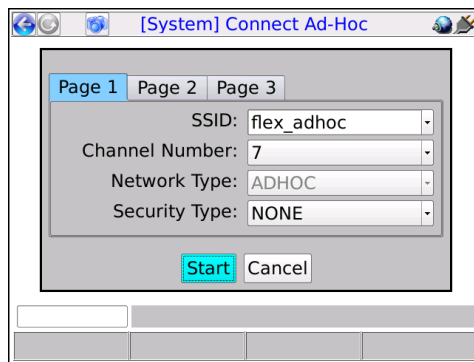 [System] Connect Ad-Hoc
Page 1 Page 2 Page 3
SSID: flex_adhoc
Channel Number: 7
Network Type: ADHOC
Security Type: NONE
Start Cancel